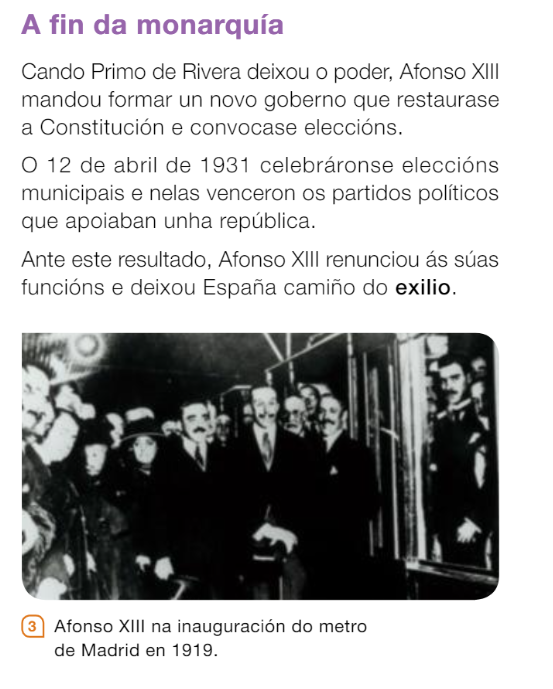 A fin da monarquía
Cando Primo de Rivera deixou o poder, Afonso XIII
mandou formar un novo goberno que restaurase
a Constitución e convocase eleccións.
O 12 de abril de 1931 celebráronse eleccións
municipais e nelas venceron os partidos políticos
que apoiaban unha república.
Ante este resultado, Afonso XIII renunciou ás súas
funcións e deixou España camiño do exilio.
3 Afonso XIII na inauguración do metro
de Madrid en 1919.